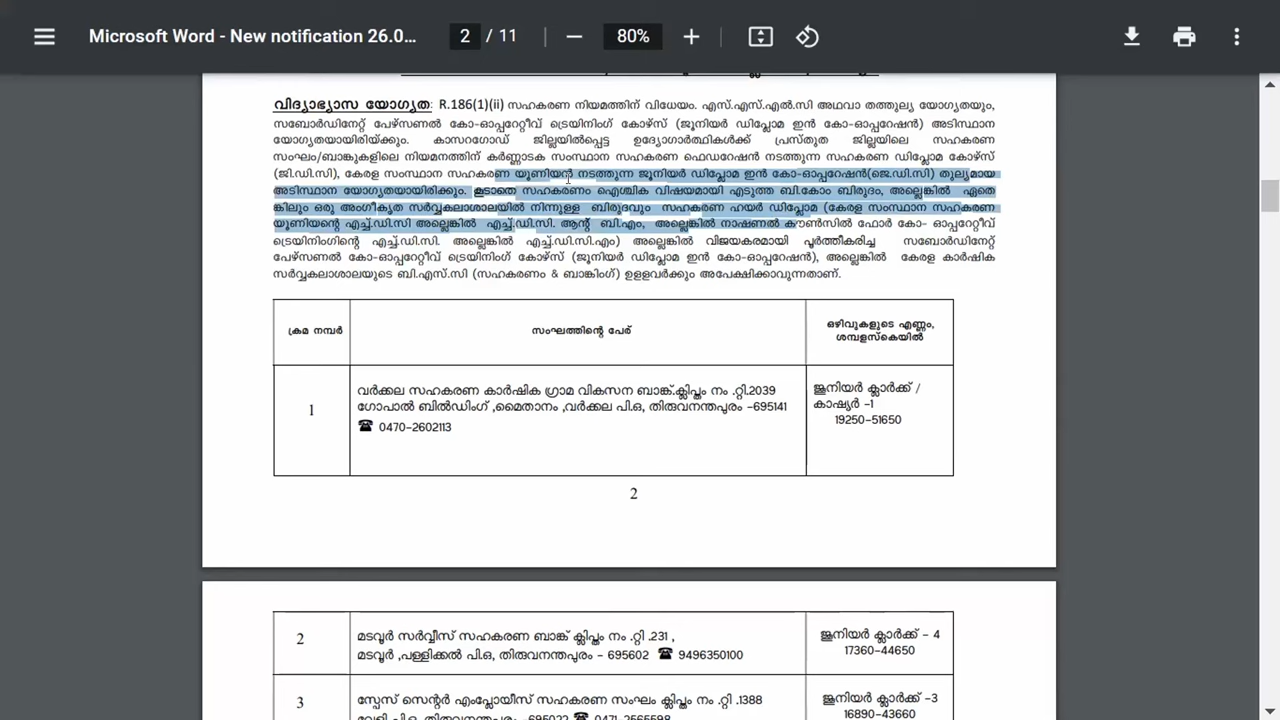 Microsoft Word - New notification 26.0...
2 / 11
80%
വിദ്യാഭ്യാസ യോഗ്യത: R.186(1)(ii) സഹകരണ നിയമത്തിന് വിധേയം. എസ്.എസ്.എൽ.സി അഥവാ തത്തുല്യ യോഗ്യതയും,
സബോർഡിനേറ്റ് പേഴ്സണൽ കോ-ഓപ്പറേറ്റീവ് ട്രെയിനിംഗ് കോഴ്സ് (ജൂനിയർ ഡിപ്ലോമ ഇൻ കോ-ഓപ്പറേഷൻ) അടിസ്ഥാന
യോഗ്യതയായിരിയ്ക്കും. കാസറഗോഡ് ജില്ലയിൽപ്പെട്ട ഉദ്യോഗാർത്ഥികൾക്ക് പ്രസ്തുത ജില്ലയിലെ സഹകരണ
സംഘം/ബാങ്കുകളിലെ നിയമനത്തിന് കർണ്ണാടക സംസ്ഥാന സഹകരണ ഫെഡറേഷൻ നടത്തുന്ന സഹകരണ ഡിപ്ലോമ കോഴ്സ്
(ജി.ഡി.സി), കേരള സംസ്ഥാന സഹകരണ യൂണിയൻ നടത്തുന്ന ജൂനിയർ ഡിപ്ലോമ ഇൻ കോ-ഓപ്പറേഷൻ(ജെ.ഡി.സി) തുല്യമായ
അടിസ്ഥാന യോഗ്യതയായിരിക്കും. കൂടാതെ സഹകരണം ഐശ്ചിക വിഷയമായി എടുത്ത ബി.കോം ബിരുദം, അല്ലെങ്കിൽ ഏതെ
ങ്കിലും ഒരു അംഗീകൃത സർവ്വകലാശാലയിൽ നിന്നുള്ള ബിരുദവും സഹകരണ ഹയർ ഡിപ്ലോമ (കേരള സംസ്ഥാന സഹകരണ
യൂണിയന്റെ എച്ച്.ഡി.സി അല്ലെങ്കിൽ എച്ച്.ഡി.സി. ആന്റ് ബി.എം, അല്ലെങ്കിൽ നാഷണൽ കൗൺസിൽ ഫോർ കോ- ഓപ്പറേറ്റീവ്
ട്രെയിനിംഗിന്റെ എച്ച്.ഡി.സി. അല്ലെങ്കിൽ എച്ച്.ഡി.സി.എം) അല്ലെങ്കിൽ വിജയകരമായി പൂർത്തീകരിച്ച സബോർഡിനേറ്റ്
പേഴ്സണൽ കോ-ഓപ്പറേറ്റീവ് ട്രെയിനിംഗ് കോഴ്സ് (ജൂനിയർ ഡിപ്ലോമ ഇൻ കോ-ഓപ്പറേഷൻ), അല്ലെങ്കിൽ കേരള കാർഷിക
സർവ്വകലാശാലയുടെ ബി.എസ്.സി (സഹകരണം & ബാങ്കിംഗ്) ഉള്ളവർക്കും അപേക്ഷിക്കാവുന്നതാണ്.
ക്രമ നമ്പർ
സംഘത്തിന്റെ പേര്
ഒഴിവുകളുടെ എണ്ണം,
ശമ്പളസ്കെയിൽ
1
വർക്കല സഹകരണ കാർഷിക ഗ്രാമ വികസന ബാങ്ക്.ക്ലിപ്തം നം .റ്റി.2039
ഗോപാൽ ബിൽഡിംഗ് ,മൈതാനം ,വർക്കല പി.ഒ, തിരുവനന്തപുരം -695141
☎ 0470-2602113
ജൂനിയർ ക്ലാർക്ക് /
കാഷ്യർ -1
19250-51650
2
2
മടവൂർ സർവ്വീസ് സഹകരണ ബാങ്ക് ക്ലിപ്തം നം .റ്റി .231 ,
മടവൂർ ,പള്ളിക്കൽ പി.ഒ, തിരുവനന്തപുരം - 695602 ☎ 9496350100
ജൂനിയർ ക്ലാർക്ക് - 4
17360-44650
3
സ്പേസ് സെന്റർ എംപ്ലോയീസ് സഹകരണ സംഘം ക്ലിപ്തം നം .റ്റി .1388
വേളി പി.ഒ, തിരുവനന്തപുരം -695022 ☎ 0471-2565598
ജൂനിയർ ക്ലാർക്ക് -3
16890-43660